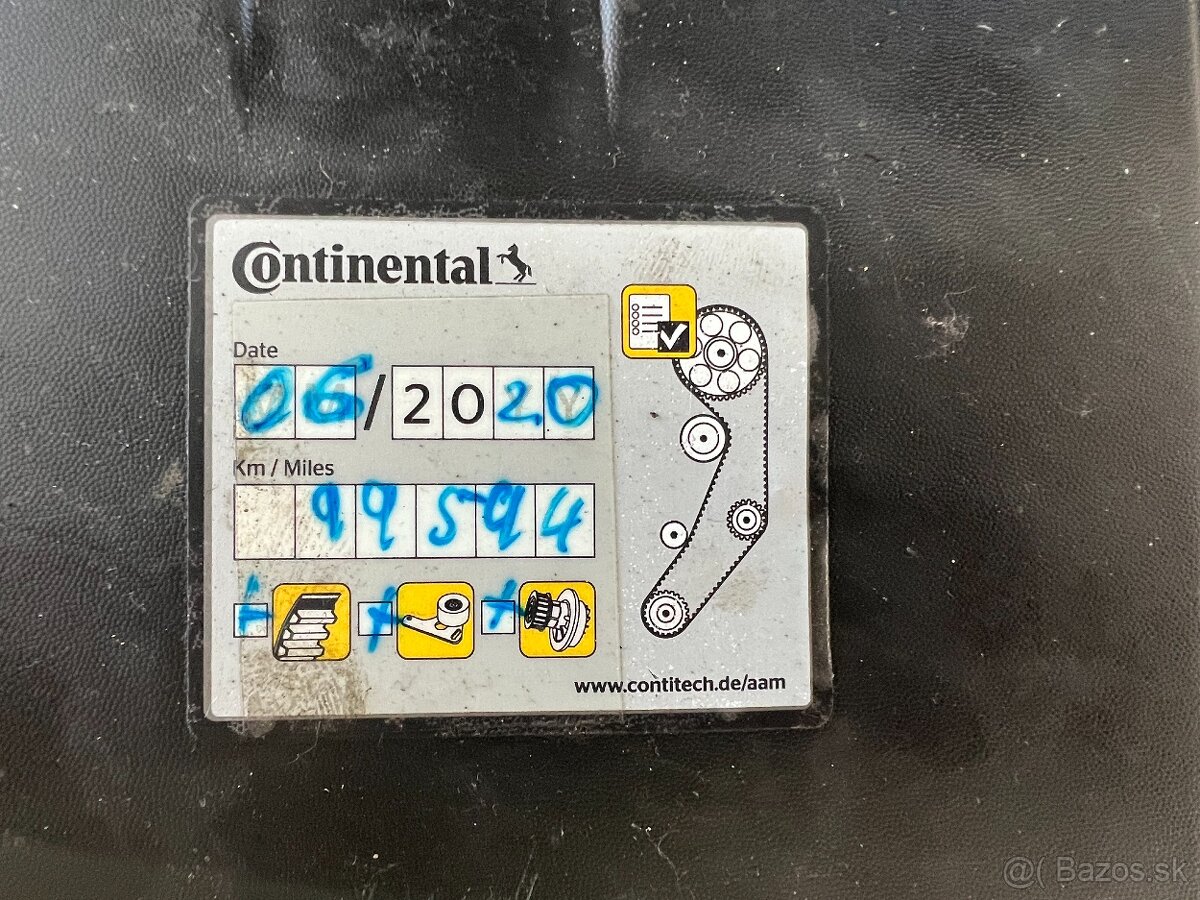 Continental
Date
06/2020
Km / Miles
99594
www.contitech.de/aam
@( Bazos.sk